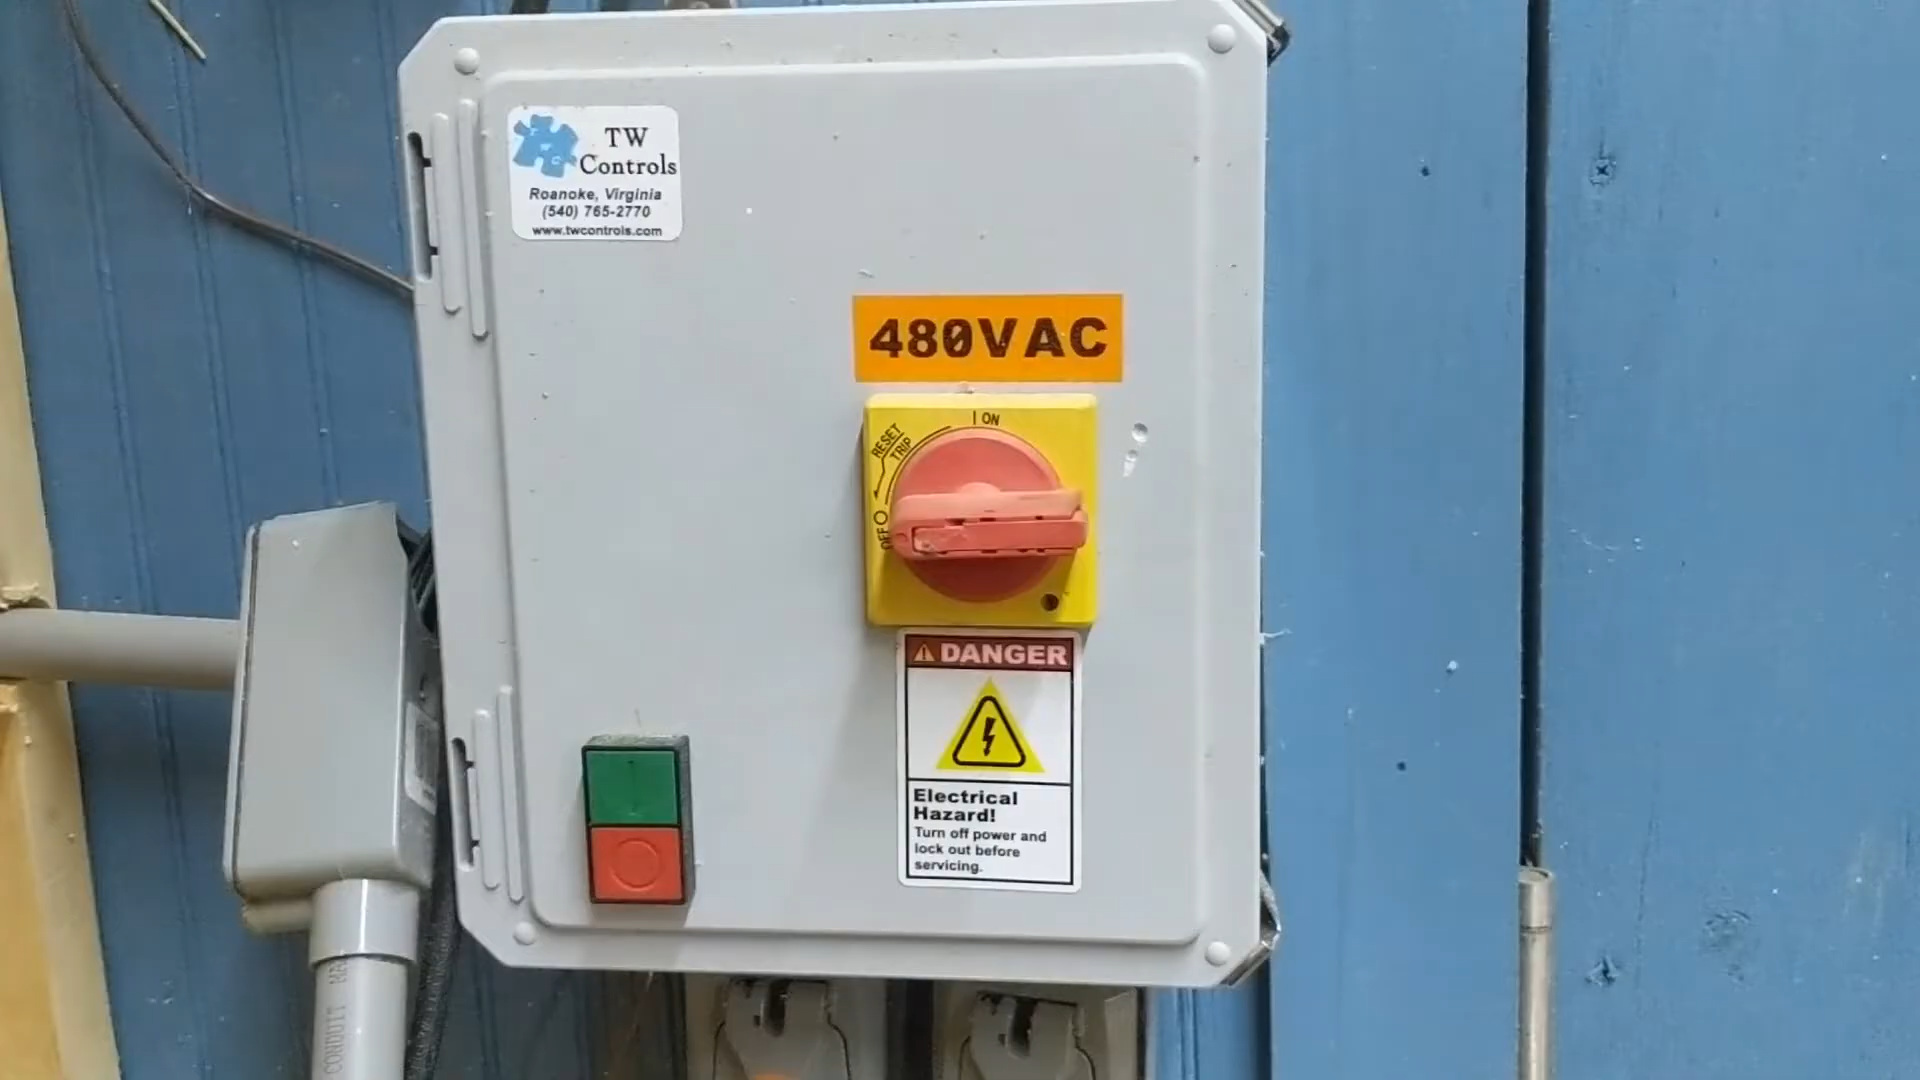 TW
Controls
Roanoke, Virginia
(540) 765-2770
www.twcontrols.com
480VAC
I ON
RESET
TRIP
OFF O
DANGER
Electrical
Hazard!
Turn off power and
lock out before
servicing.
CONDUIT